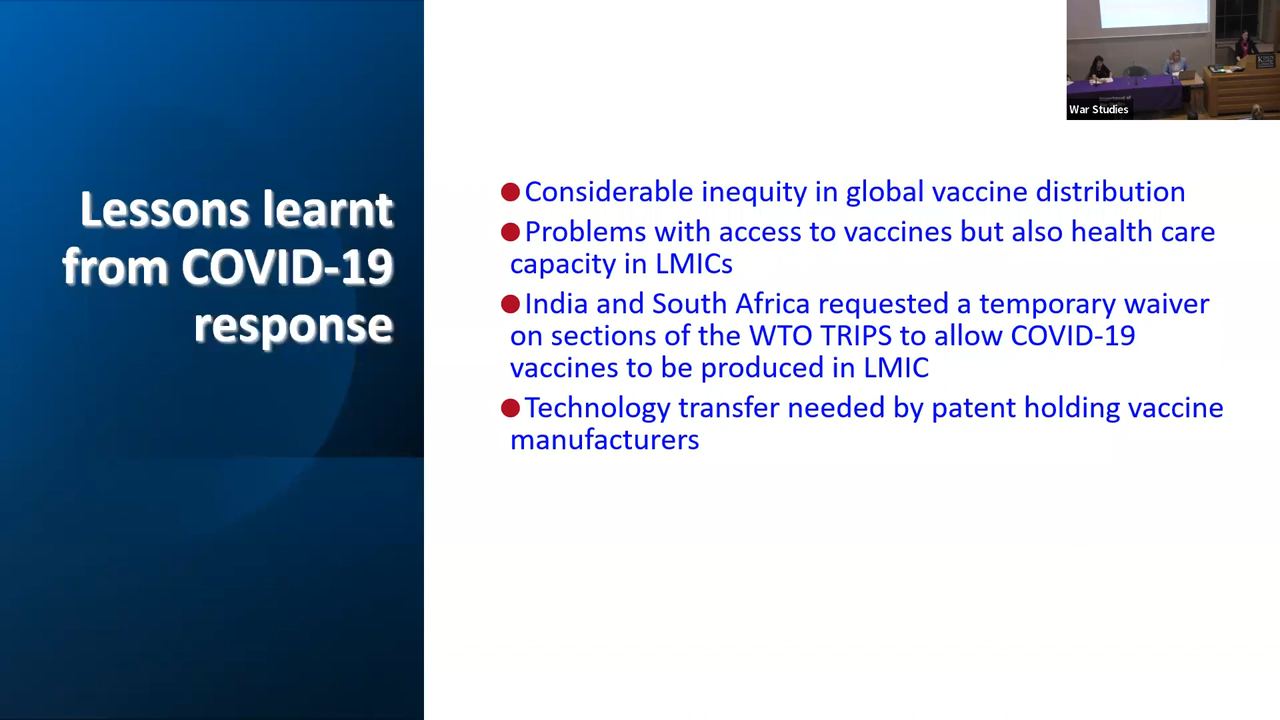 Lessons learnt
from COVID-19
response
Considerable inequity in global vaccine distribution
Problems with access to vaccines but also health care
capacity in LMICs
India and South Africa requested a temporary waiver
on sections of the WTO TRIPS to allow COVID-19
vaccines to be produced in LMIC
Technology transfer needed by patent holding vaccine
manufacturers
War Studies